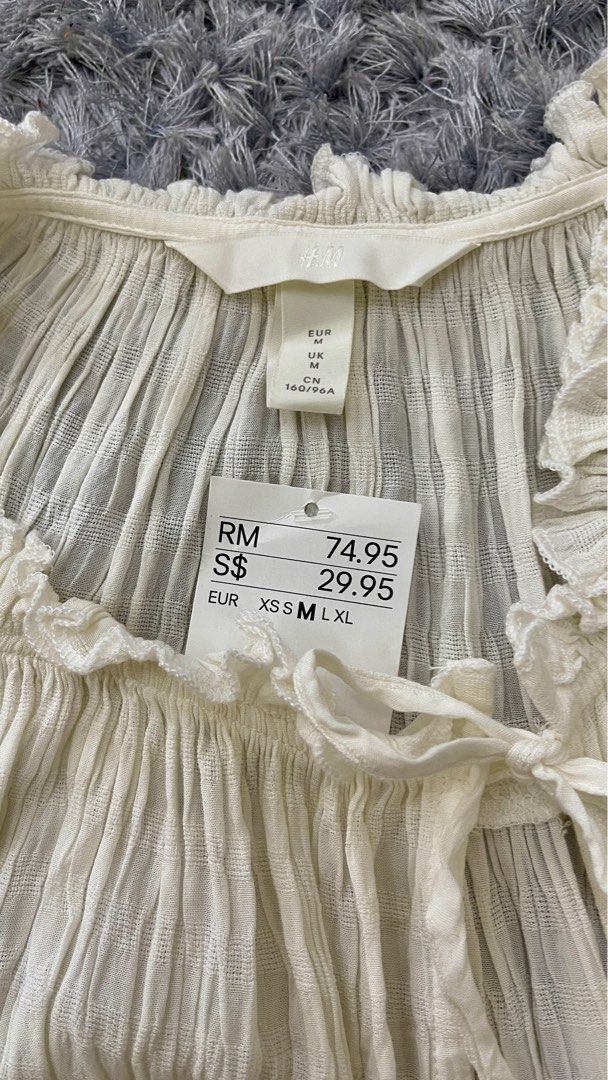 H&M
EUR
M
UK
M
CN
160/96A
RM 74.95
S$ 29.95
EUR XS S M L XL